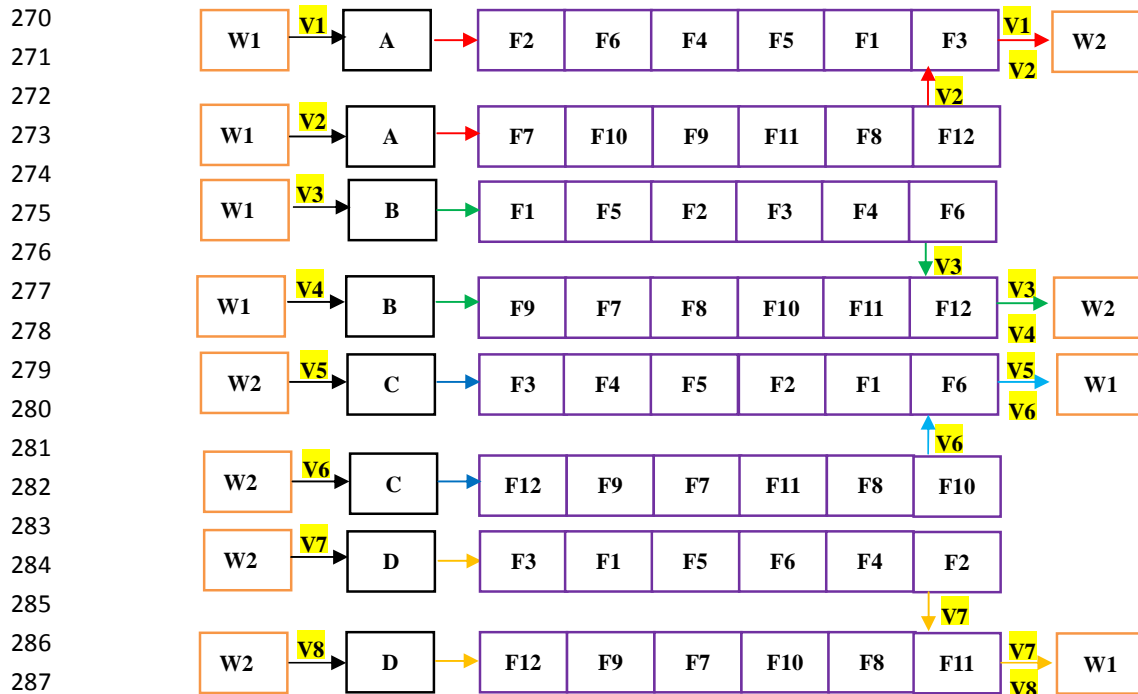 270
W1 V1 A F2 F6 F4 F5 F1 F3 V1 W2
271
V2
272
V2
273
W1 V2 A F7 F10 F9 F11 F8 F12
274
275
W1 V3 B F1 F5 F2 F3 F4 F6
276
V3
277
W1 V4 B F9 F7 F8 F10 F11 F12 V3 W2
278
V4
279
W2 V5 C F3 F4 F5 F2 F1 F6 V5 W1
280
V6
281
V6
282
W2 V6 C F12 F9 F7 F11 F8 F10
283
284
W2 V7 D F3 F1 F5 F6 F4 F2
285
V7
286
W2 V8 D F12 F9 F7 F10 F8 F11 V7 W1
287
V8